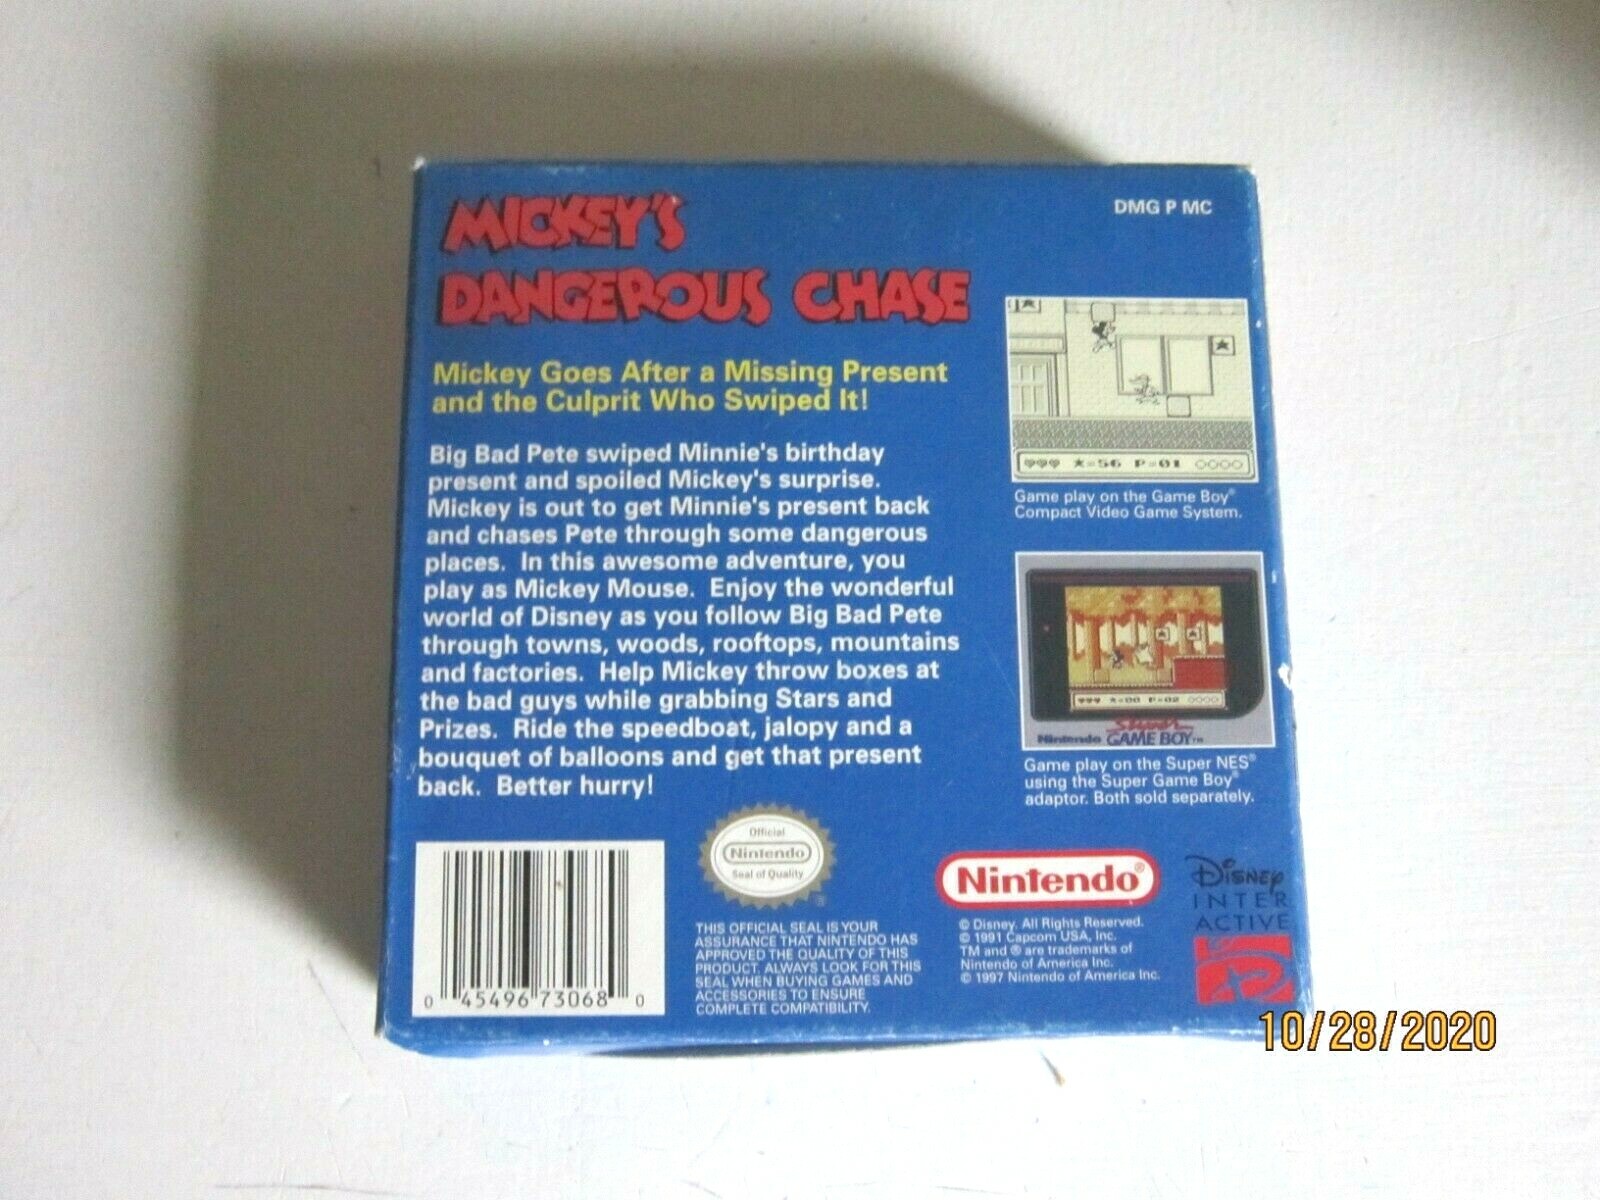 MICKEY'S
DANGEROUS CHASE
DMG P MC
Mickey Goes After a Missing Present
and the Culprit Who Swiped It!
Big Bad Pete swiped Minnie's birthday
present and spoiled Mickey's surprise.
Mickey is out to get Minnie's present back
and chases Pete through some dangerous
places. In this awesome adventure, you
play as Mickey Mouse. Enjoy the wonderful
world of Disney as you follow Big Bad Pete
through towns, woods, rooftops, mountains
and factories. Help Mickey throw boxes at
the bad guys while grabbing Stars and
Prizes. Ride the speedboat, jalopy and a
bouquet of balloons and get that present
back. Better hurry!
★=56 P=01
Game play on the Game Boy®
Compact Video Game System.
★=00 P=02
Nintendo Super GAME BOY™
Game play on the Super NES®
using the Super Game Boy®
adaptor. Both sold separately.
0 45496 73068 0
Official
Nintendo
Seal of Quality
®
THIS OFFICIAL SEAL IS YOUR
ASSURANCE THAT NINTENDO HAS
APPROVED THE QUALITY OF THIS
PRODUCT. ALWAYS LOOK FOR THIS
SEAL WHEN BUYING GAMES AND
ACCESSORIES TO ENSURE
COMPLETE COMPATIBILITY.
Nintendo®
© Disney. All Rights Reserved.
© 1991 Capcom USA, Inc.
TM and ® are trademarks of
Nintendo of America Inc.
© 1997 Nintendo of America Inc.
Disney
INTER
ACTIVE
10/28/2020